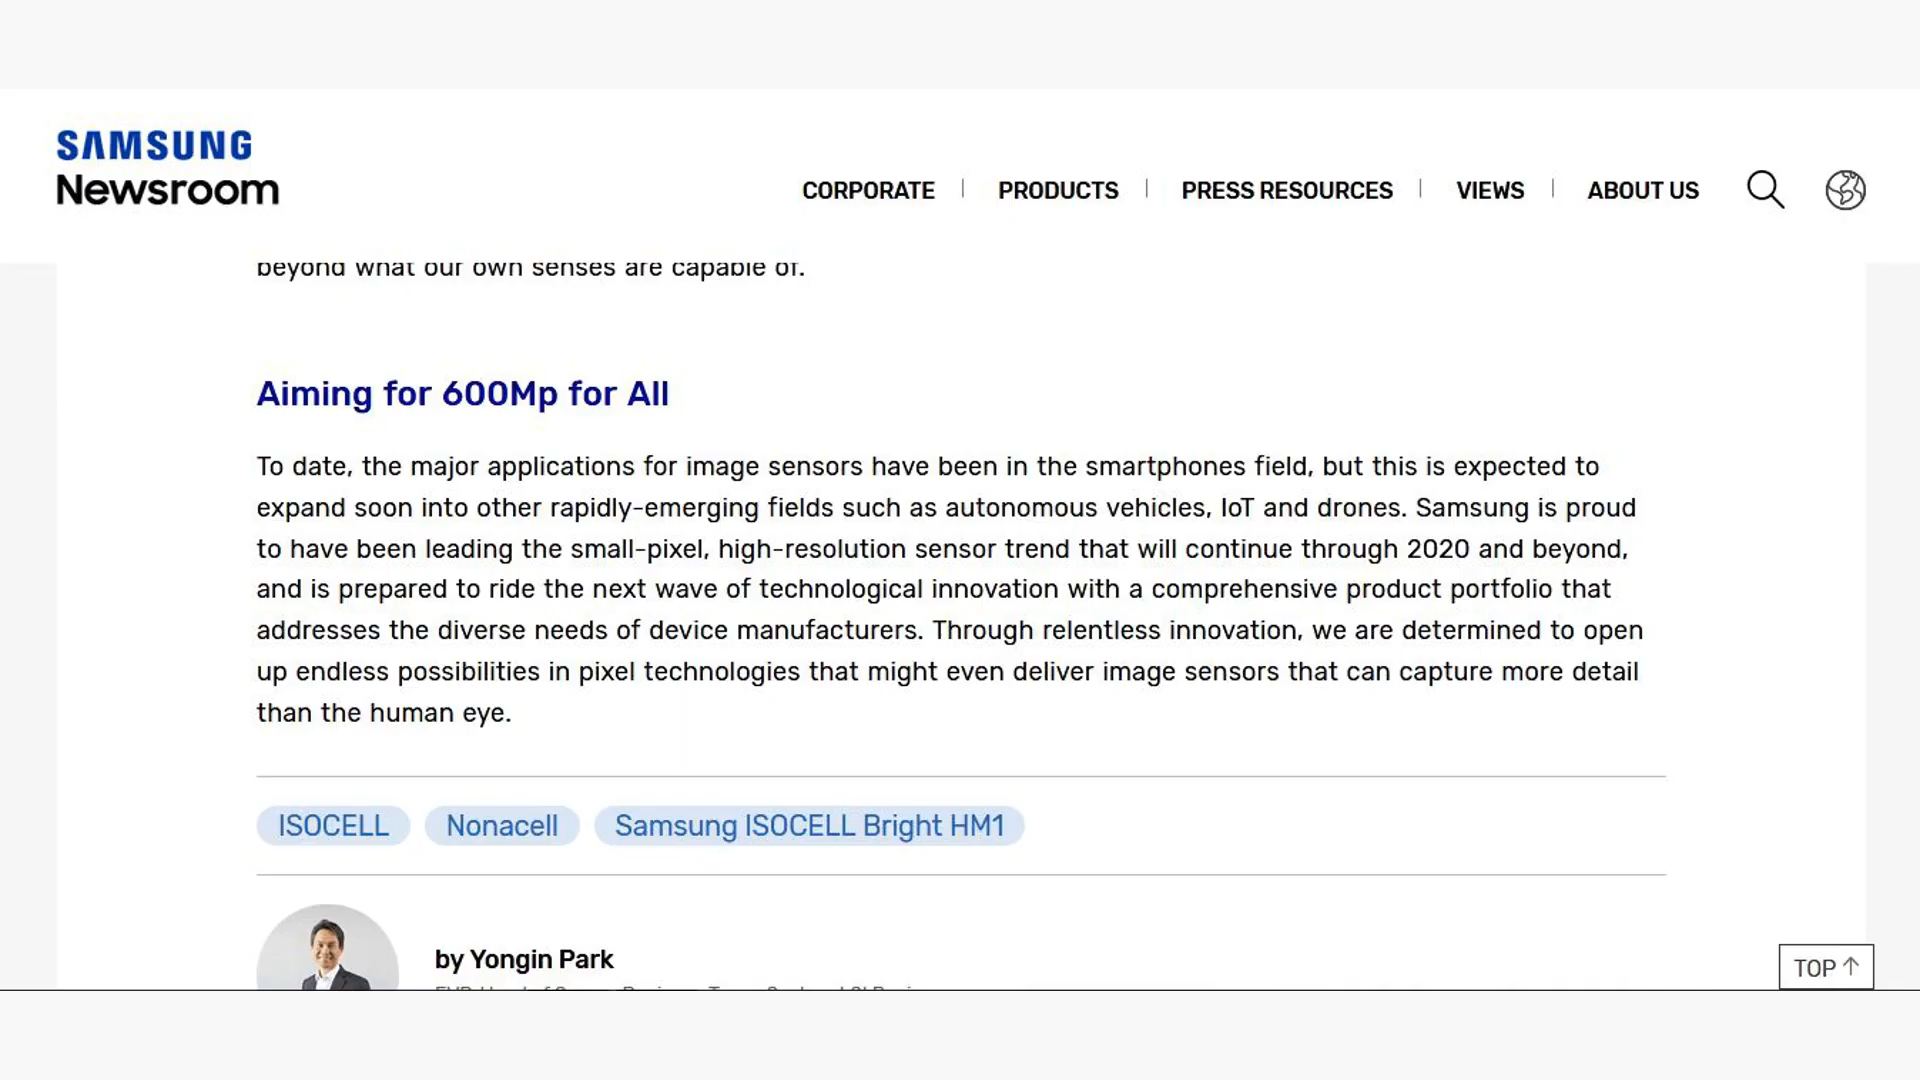 SAMSUNG
Newsroom
CORPORATE
PRODUCTS
PRESS RESOURCES
VIEWS
ABOUT US
beyond what our own senses are capable of.
Aiming for 600Mp for All
To date, the major applications for image sensors have been in the smartphones field, but this is expected to
expand soon into other rapidly-emerging fields such as autonomous vehicles, IoT and drones. Samsung is proud
to have been leading the small-pixel, high-resolution sensor trend that will continue through 2020 and beyond,
and is prepared to ride the next wave of technological innovation with a comprehensive product portfolio that
addresses the diverse needs of device manufacturers. Through relentless innovation, we are determined to open
up endless possibilities in pixel technologies that might even deliver image sensors that can capture more detail
than the human eye.
ISOCELL
Nonacell
Samsung ISOCELL Bright HM1
by Yongin Park
TOP